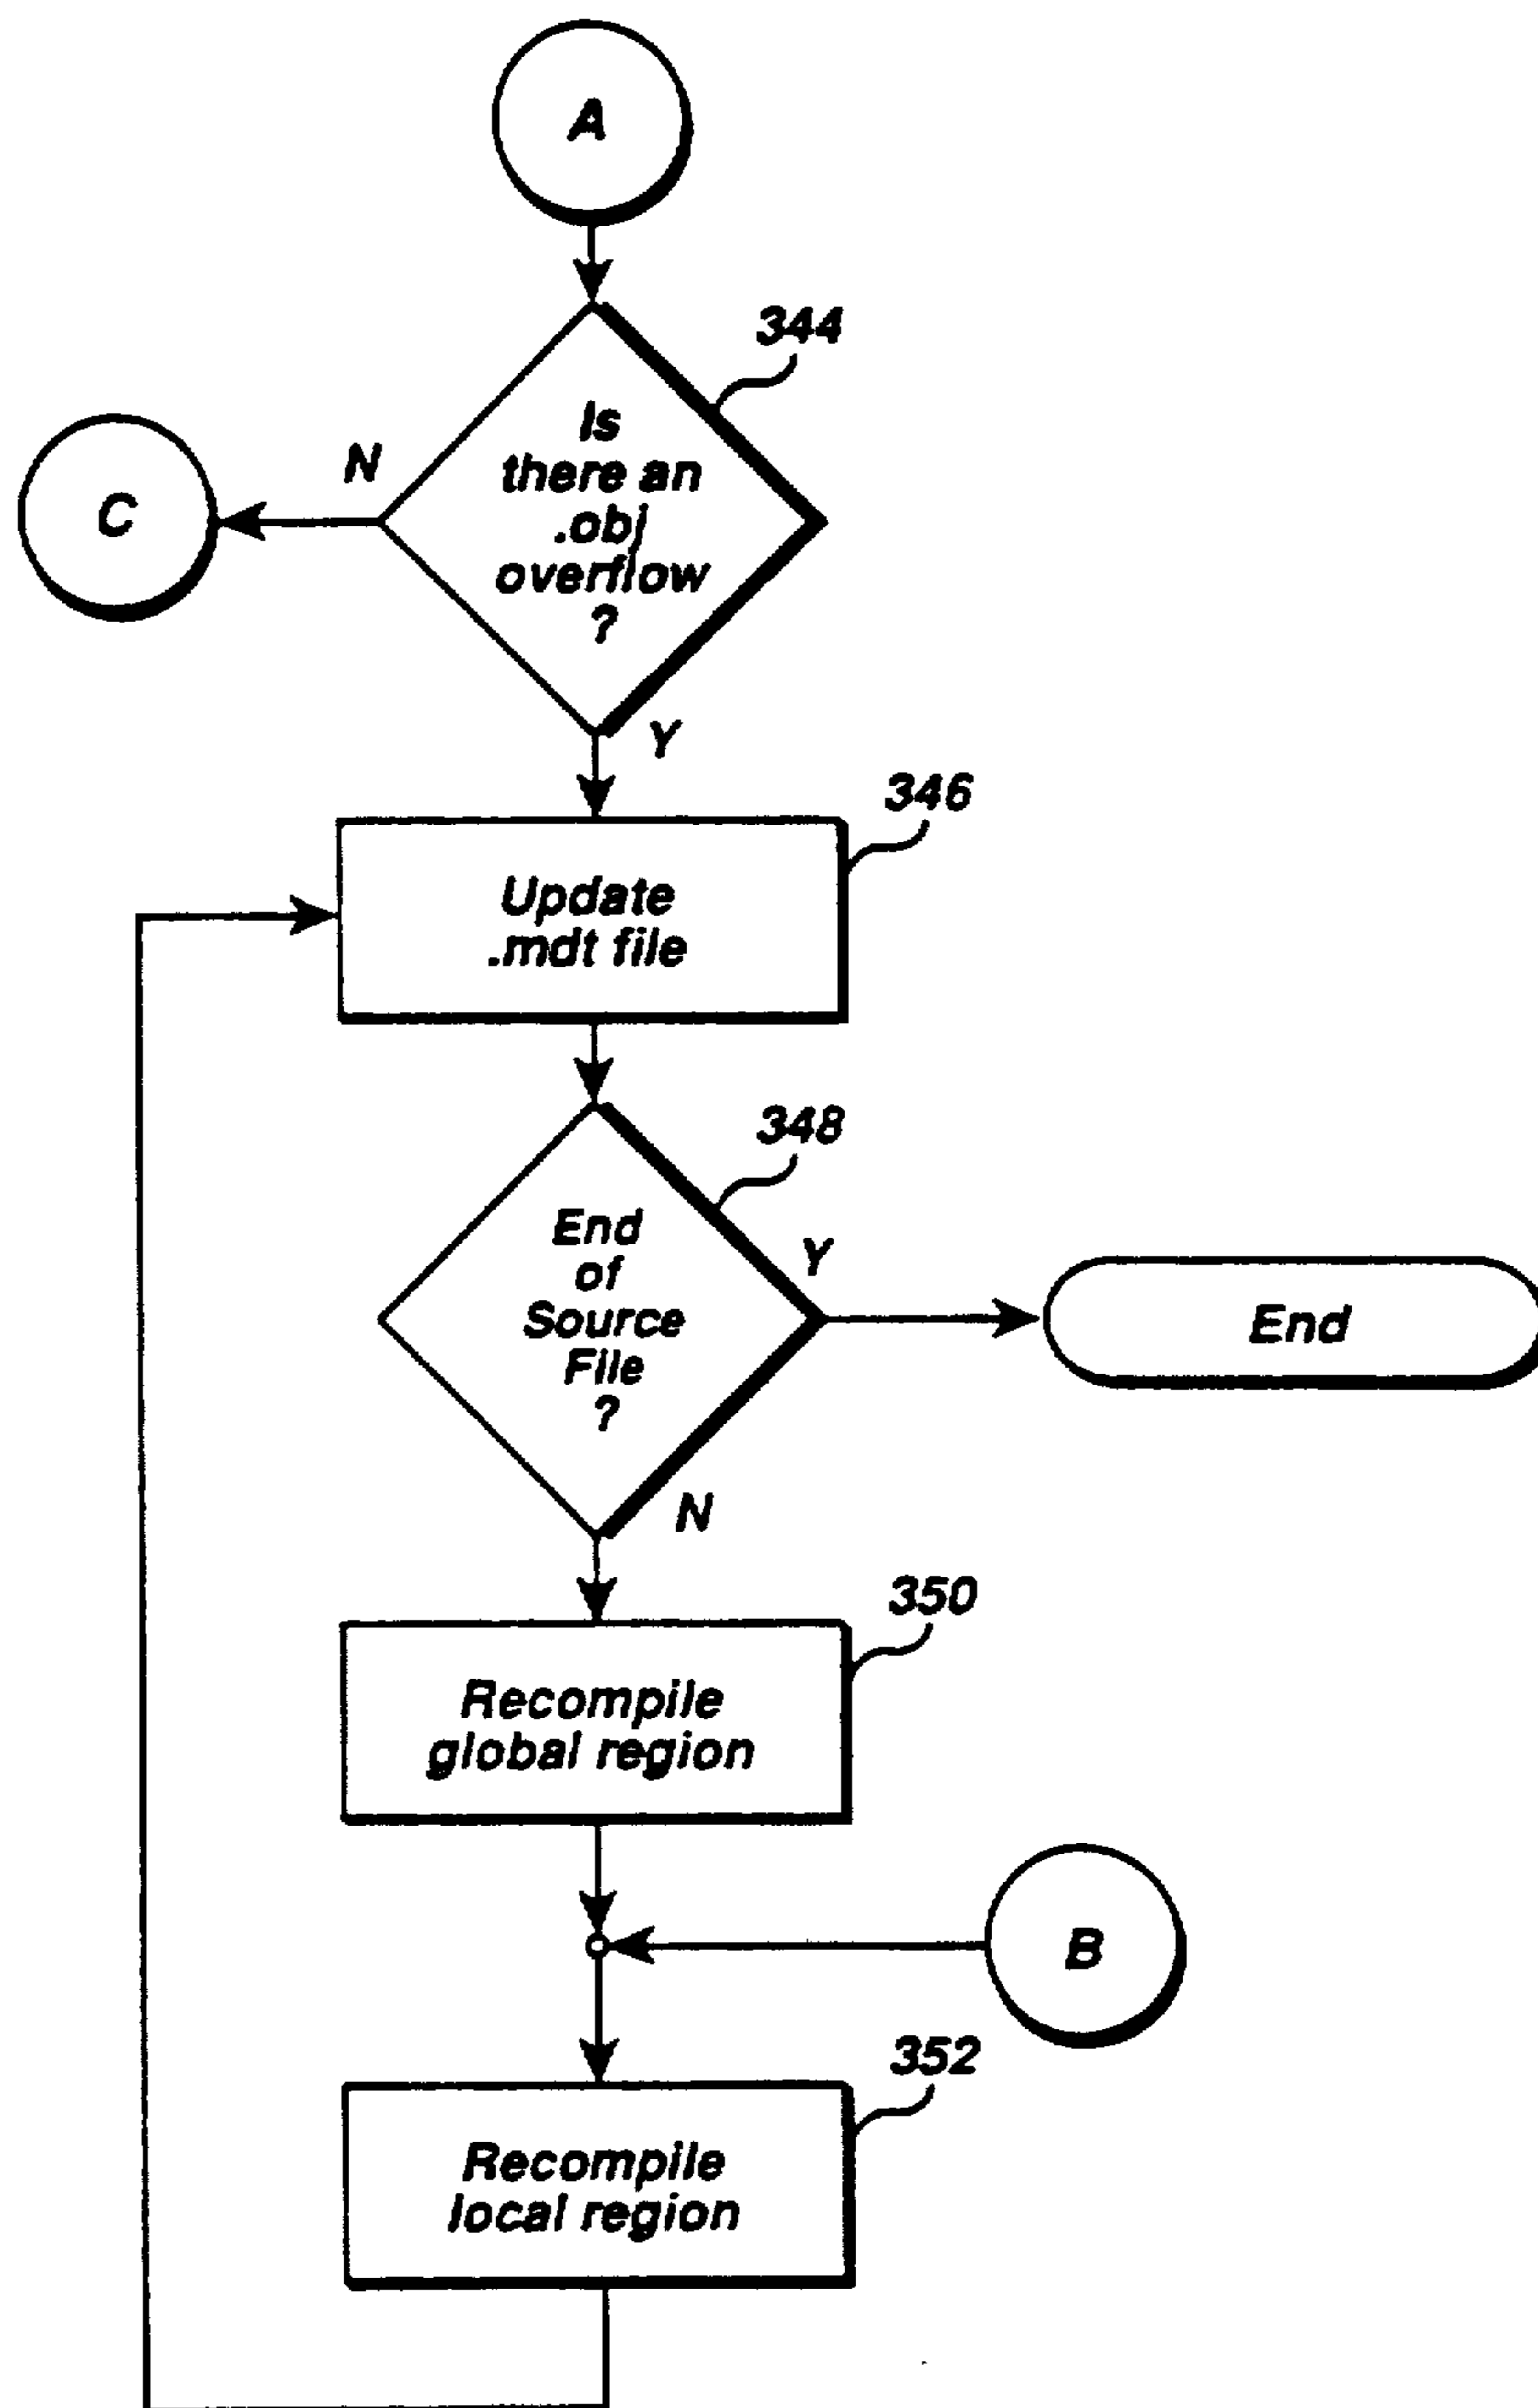 A
344
Is
there an
.obj
overflow
?
N
C
Y
346
Update
.mdt file
348
End
of
Source
File
?
Y
End
N
350
Recompile
global region
B
352
Recompile
local region